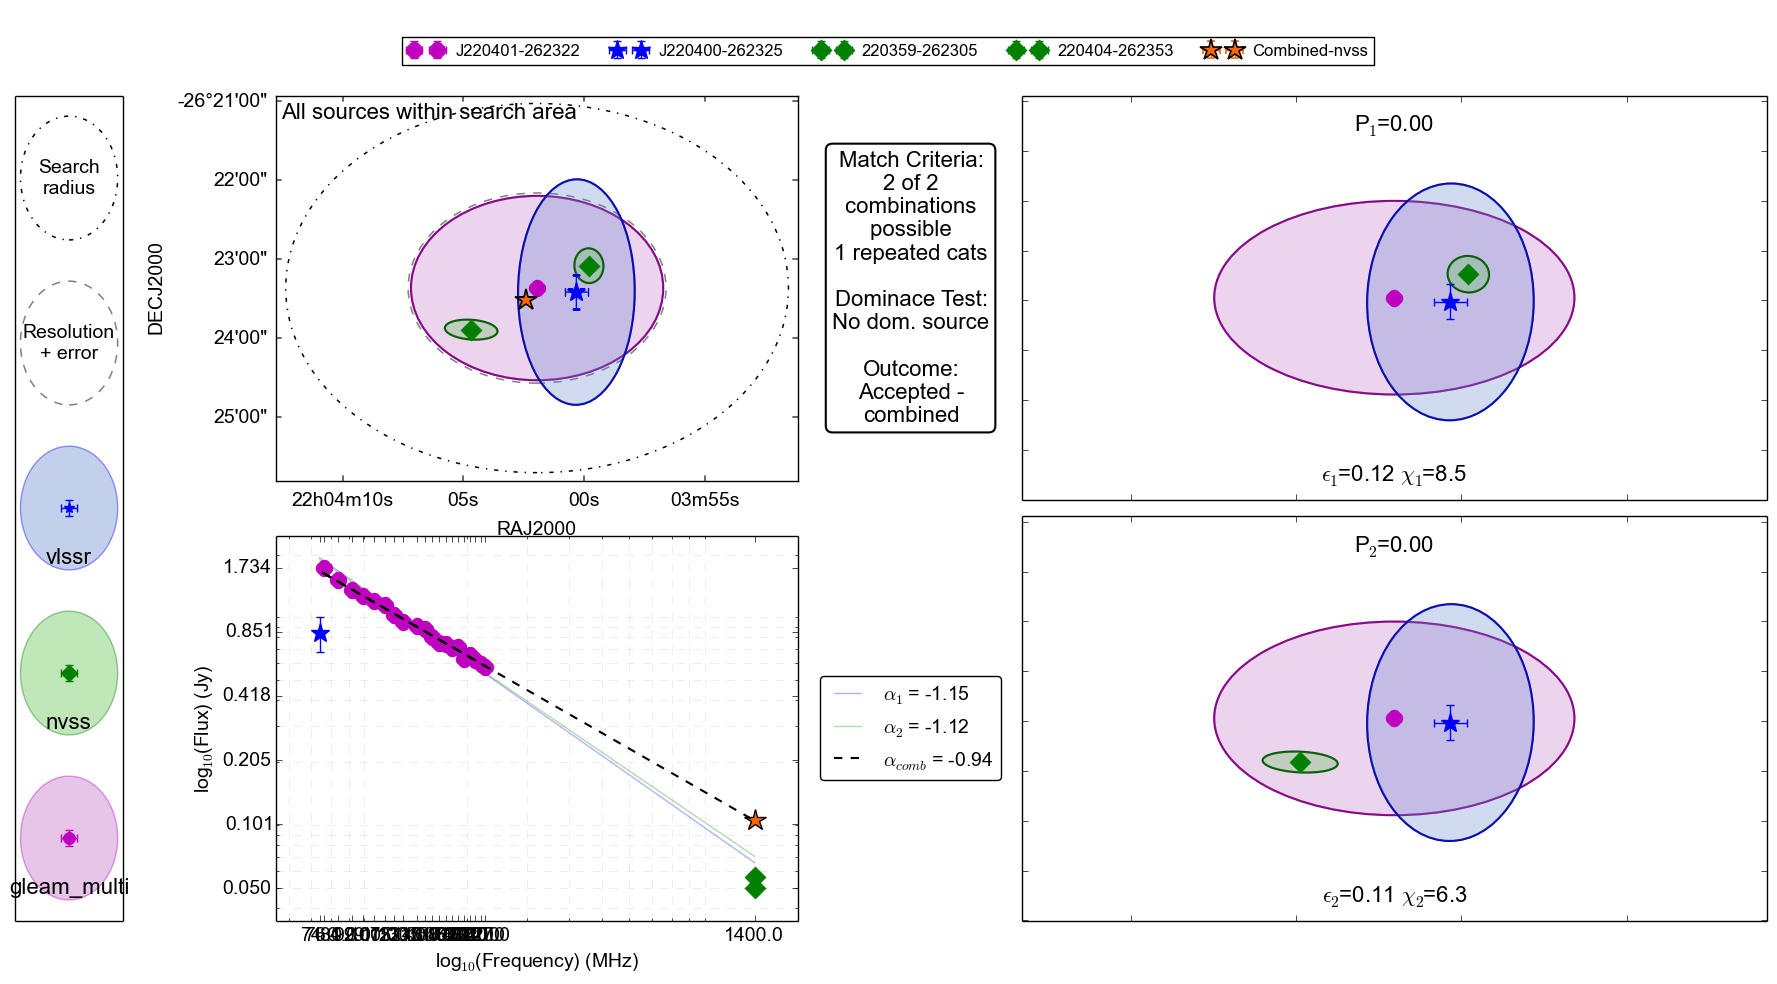 J220401-262322 J220400-262325 220359-262305 220404-262353 Combined-nvss
Search
radius
Resolution
+ error
vlssr
nvss
gleam_multi
All sources within search area
DECJ2000
-26°21'00"
22'00"
23'00"
24'00"
25'00"
22h04m10s 05s 00s 03m55s
RAJ2000
Match Criteria:
2 of 2
combinations
possible
1 repeated cats
Dominace Test:
No dom. source
Outcome:
Accepted -
combined
P1=0.00
ϵ1=0.12 χ1=8.5
P2=0.00
ϵ2=0.11 χ2=6.3
log10(Flux) (Jy)
1.734
0.851
0.418
0.205
0.101
0.050
1400.0
log10(Frequency) (MHz)
α1 = -1.15
α2 = -1.12
αcomb = -0.94